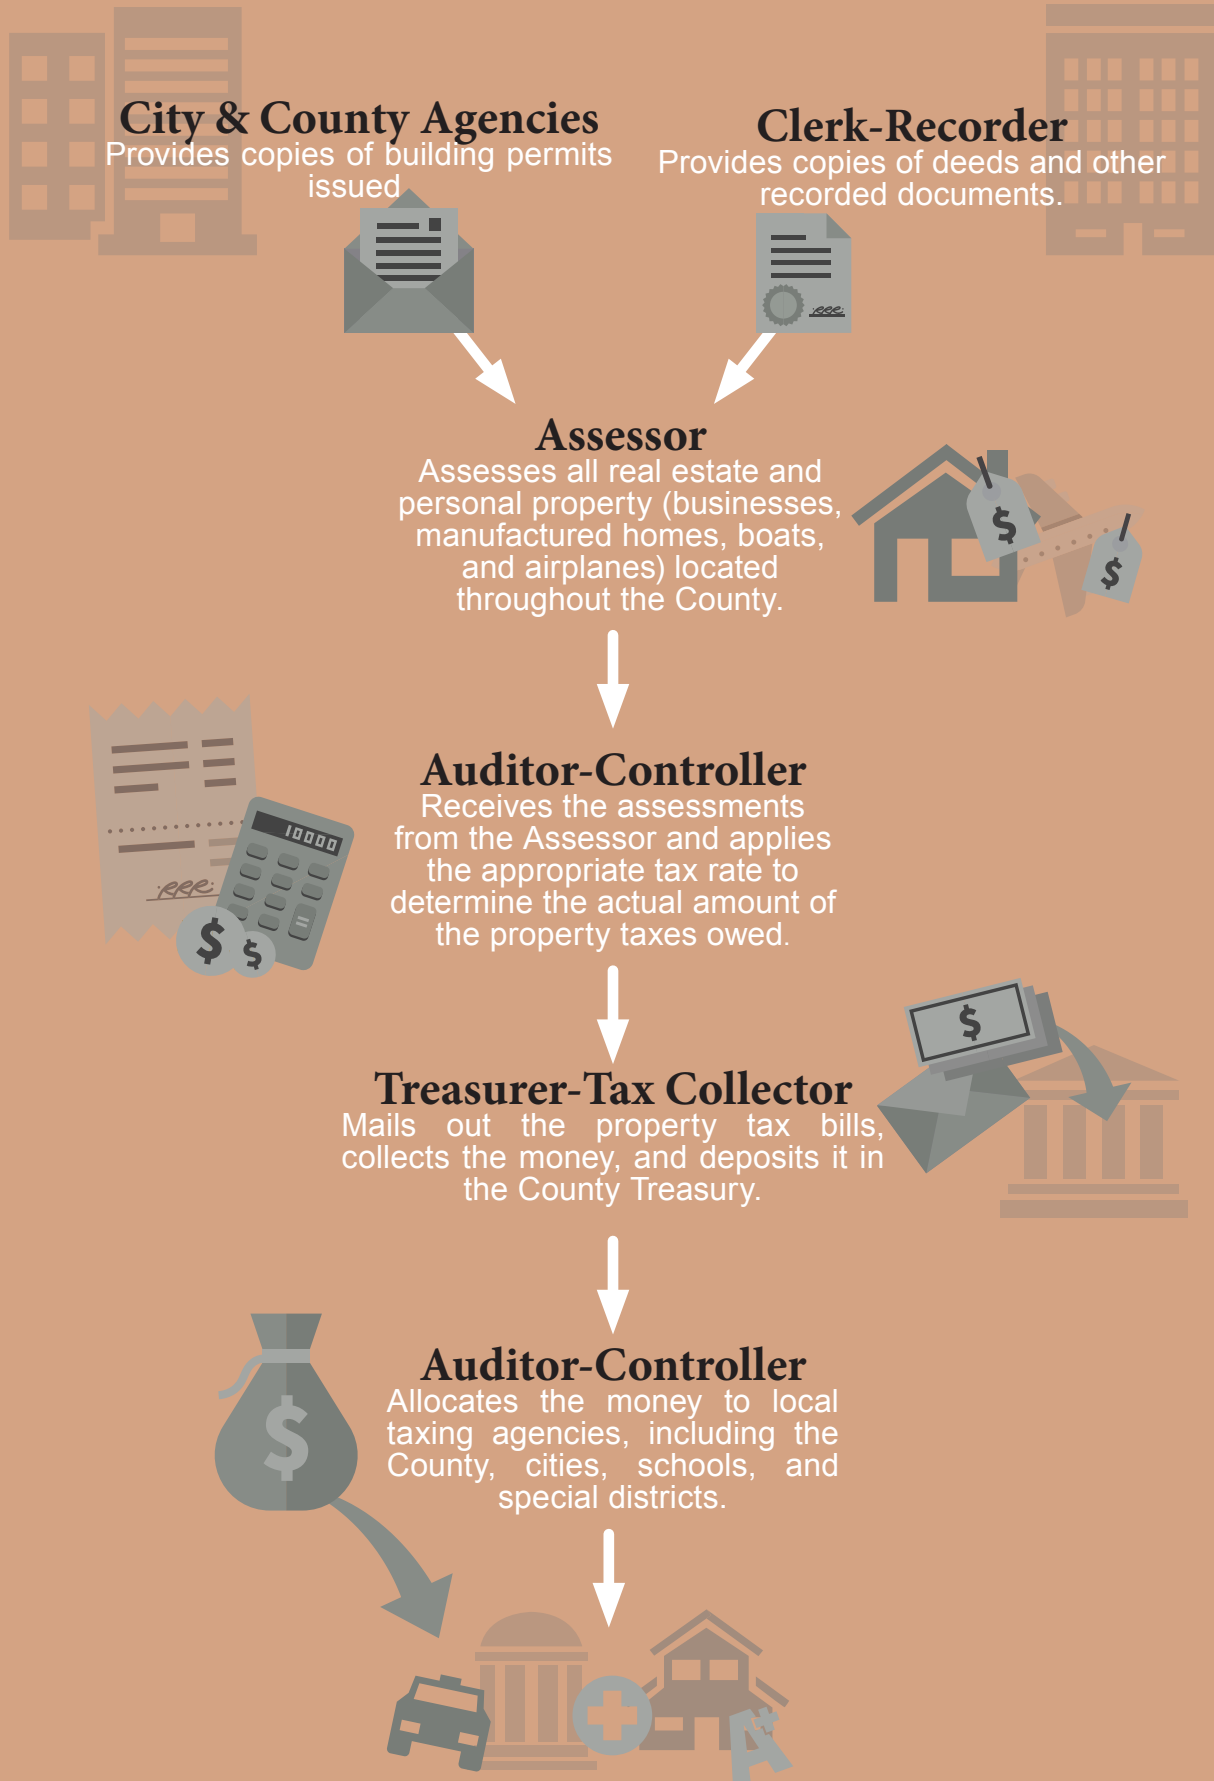 City & County Agencies
Provides copies of building permits
issued
Clerk-Recorder
Provides copies of deeds and other
recorded documents.
Assessor
Assesses all real estate and
personal property (businesses,
manufactured homes, boats,
and airplanes) located
throughout the County.
$
$
Auditor-Controller
Receives the assessments
from the Assessor and applies
the appropriate tax rate to
determine the actual amount of
the property taxes owed.
10000
=
$
$
Treasurer-Tax Collector
Mails out the property tax bills,
collects the money, and deposits it in
the County Treasury.
$
Auditor-Controller
Allocates the money to local
taxing agencies, including the
County, cities, schools, and
special districts.
$
A+